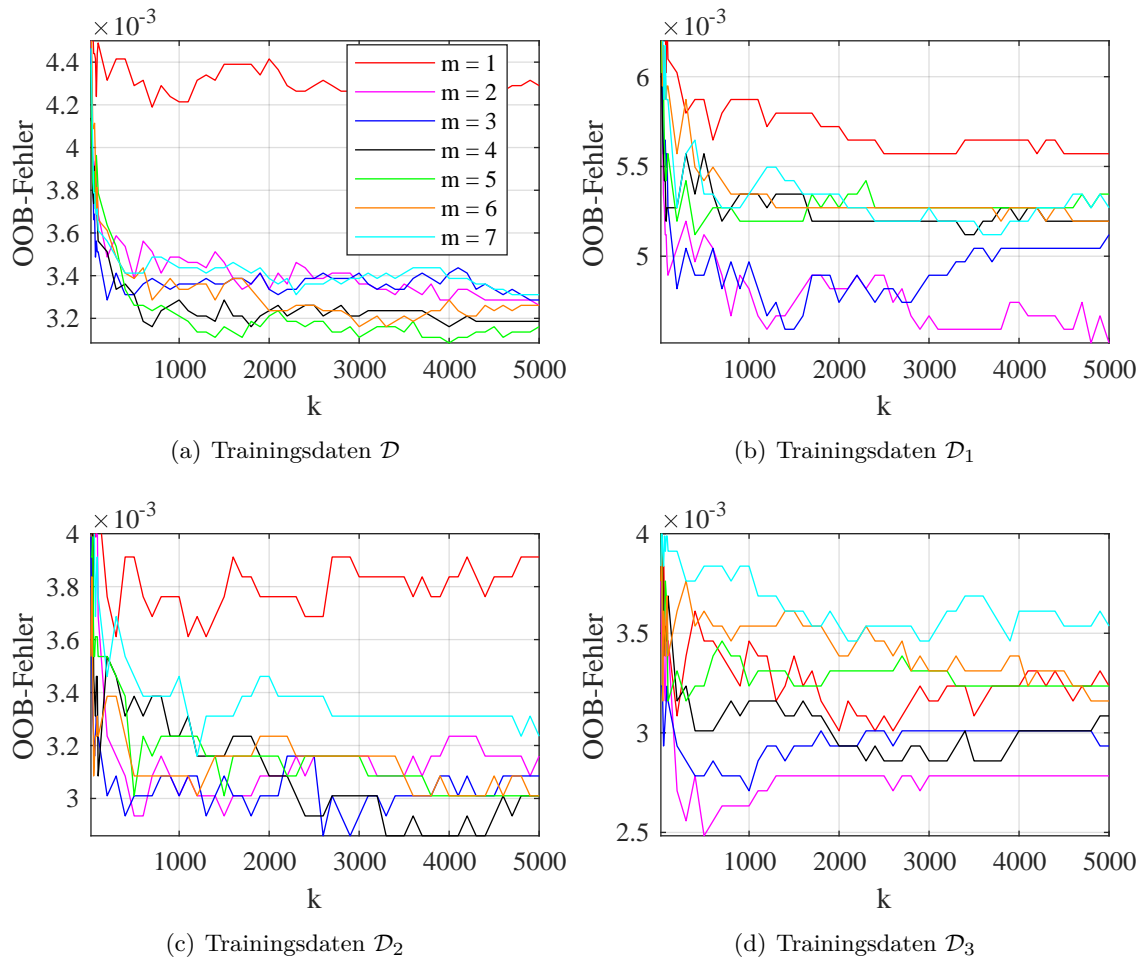 ×10⁻³
4.4
4.2
4
3.8
3.6
3.4
3.2
OOB-Fehler
m = 1
m = 2
m = 3
m = 4
m = 5
m = 6
m = 7
1000 2000 3000 4000 5000
k
(a) Trainingsdaten 𝒟
×10⁻³
6
5.5
5
OOB-Fehler
1000 2000 3000 4000 5000
k
(b) Trainingsdaten 𝒟₁
×10⁻³
4
3.8
3.6
3.4
3.2
3
OOB-Fehler
1000 2000 3000 4000 5000
k
(c) Trainingsdaten 𝒟₂
×10⁻³
4
3.5
3
2.5
OOB-Fehler
1000 2000 3000 4000 5000
k
(d) Trainingsdaten 𝒟₃